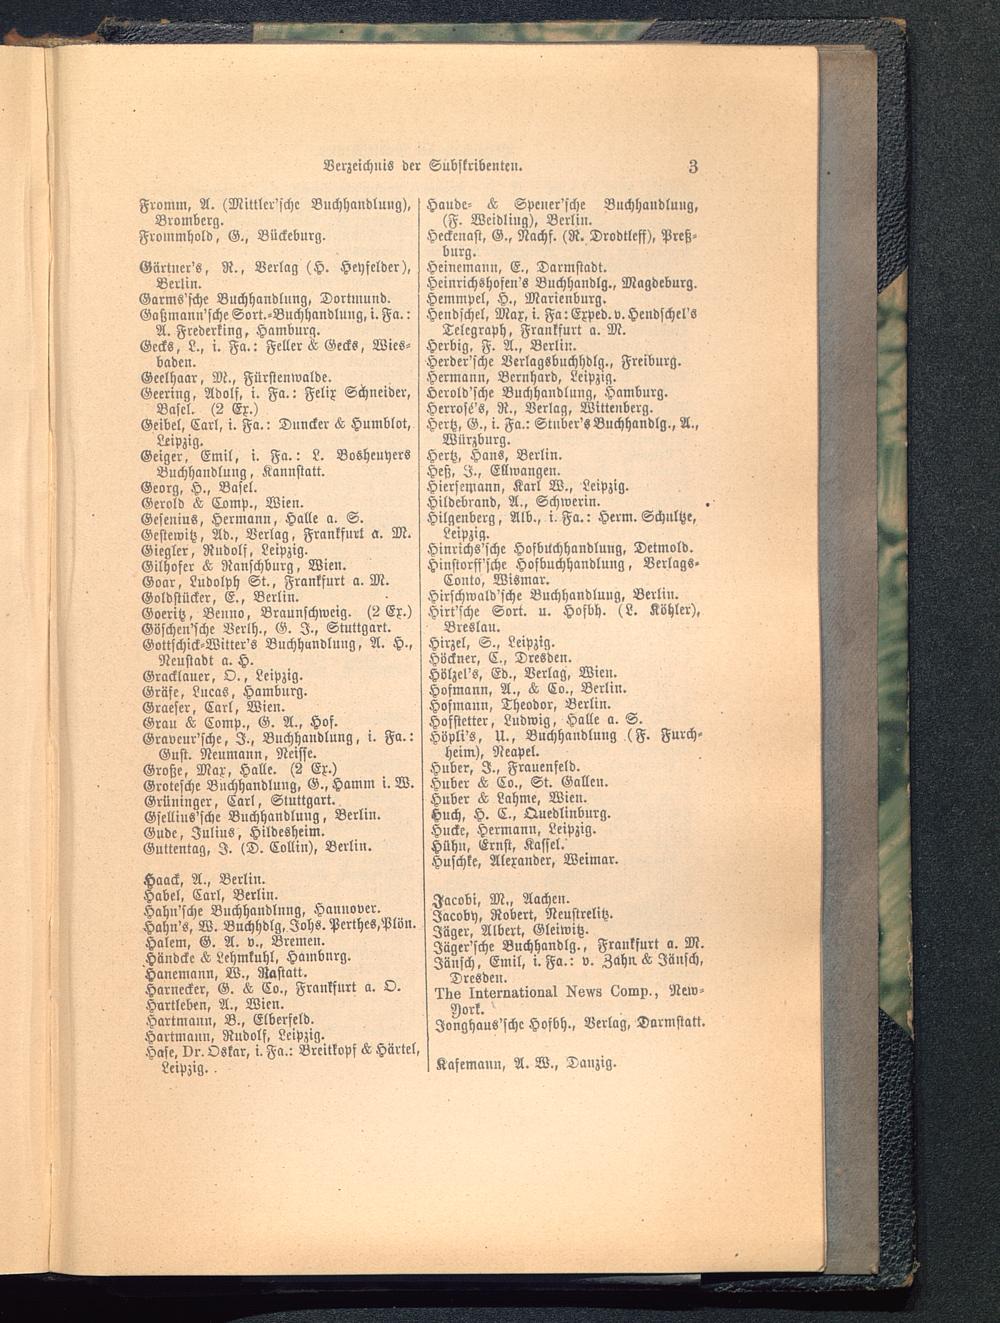 Verzeichnis der Subskribenten. 3
Fromm, A. (Mittler'sche Buchhandlung),
Bromberg.
Frommhold, G., Bückeburg.
Gärtner's, R., Verlag (H. Heyfelder),
Berlin.
Garms'sche Buchhandlung, Dortmund.
Gaßmann'sche Sort.-Buchhandlung, i. Fa.:
A. Frederking, Hamburg.
Gecks, L., i. Fa.: Feller & Gecks, Wies-
baden.
Geelhaar, M., Fürstenwalde.
Geering, Adolf, i. Fa.: Felix Schneider,
Basel. (2 Ex.)
Geibel, Carl, i. Fa.: Duncker & Humblot,
Leipzig.
Geiger, Emil, i. Fa.: L. Bosheuyers
Buchhandlung, Kannstatt.
Georg, H., Basel.
Gerold & Comp., Wien.
Gesenius, Hermann, Halle a. S.
Gestewitz, Ad., Verlag, Frankfurt a. M.
Giegler, Rudolf, Leipzig.
Gilhofer & Ranschburg, Wien.
Goar, Ludolph St., Frankfurt a. M.
Goldstücker, E., Berlin.
Goeritz, Benno, Braunschweig. (2 Ex.)
Göschen'sche Verlh., G. J., Stuttgart.
Gottschick-Witter's Buchhandlung, A. H.,
Neustadt a. H.
Gracklauer, O., Leipzig.
Gräfe, Lucas, Hamburg.
Graeser, Carl, Wien.
Grau & Comp., G. A., Hof.
Graveur'sche, J., Buchhandlung, i. Fa.:
Gust. Neumann, Neisse.
Große, Max, Halle. (2 Ex.)
Grotesche Buchhandlung, G., Hamm i. W.
Grüninger, Carl, Stuttgart.
Gsellius'sche Buchhandlung, Berlin.
Gude, Julius, Hildesheim.
Guttentag, J. (D. Collin), Berlin.
Haack, A., Berlin.
Habel, Carl, Berlin.
Hahn'sche Buchhandlnng, Hannover.
Hahn's, W. Buchhdlg, Johs. Perthes, Plön.
Halem, G. A. v., Bremen.
Händcke & Lehmkuhl, Hamburg.
Hanemann, W., Rastatt.
Harnecker, G. & Co., Frankfurt a. O.
Hartleben, A., Wien.
Hartmann, B., Elberfeld.
Hartmann, Rudolf, Leipzig.
Hase, Dr. Oskar, i. Fa.: Breitkopf & Härtel,
Leipzig.
Haude- & Spener'sche Buchhandlung,
(F. Weidling), Berlin.
Heckenast, G., Nachf. (R. Drodtleff), Preß-
burg.
Heinemann, E., Darmstadt.
Heinrichshofen's Buchhandlg., Magdeburg.
Hemmpel, H., Marienburg.
Hendschel, Max, i. Fa: Exped. v. Hendschel's
Telegraph, Frankfurt a. M.
Herbig, F. A., Berlin.
Herder'sche Verlagsbuchhdlg., Freiburg.
Hermann, Bernhard, Leipzig.
Herold'sche Buchhandlung, Hamburg.
Herrosé's, R., Verlag, Wittenberg.
Hertz, G., i. Fa.: Stuber's Buchhandlg., A.,
Würzburg.
Hertz, Hans, Berlin.
Heß, J., Ellwangen.
Hiersemann, Karl W., Leipzig.
Hildebrand, A., Schwerin.
Hilgenberg, Alb., i. Fa.: Herm. Schultze,
Leipzig.
Hinrichs'sche Hofbuchhandlung, Detmold.
Hinstorff'sche Hofbuchhandlung, Verlags-
Conto, Wismar.
Hirschwald'sche Buchhandlung, Berlin.
Hirt'sche Sort. u. Hofbh. (L. Köhler),
Breslau.
Hirzel, S., Leipzig.
Höckner, C., Dresden.
Hölzel's, Ed., Verlag, Wien.
Hofmann, A., & Co., Berlin.
Hofmann, Theodor, Berlin.
Hofstetter, Ludwig, Halle a. S.
Höpli's, U., Buchhandlung (F. Furch-
heim), Neapel.
Huber, J., Frauenfeld.
Huber & Co., St. Gallen.
Huber & Lahme, Wien.
Huch, H. C., Quedlinburg.
Hucke, Hermann, Leipzig.
Hühn, Ernst, Kassel.
Huschke, Alexander, Weimar.
Jacobi, M., Aachen.
Jacoby, Robert, Neustrelitz.
Jäger, Albert, Gleiwitz.
Jäger'sche Buchhandlg., Frankfurt a. M.
Jänsch, Emil, i. Fa.: v. Zahn & Jänsch,
Dresden.
The International News Comp., New-
York.
Jonghaus'sche Hofbh., Verlag, Darmstatt.
Kafemann, A. W., Danzig.